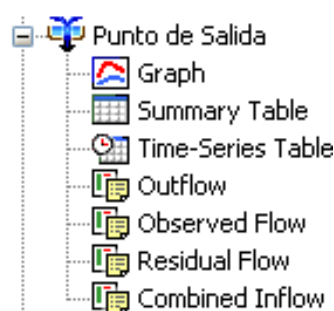 Punto de Salida
Graph
Summary Table
Time-Series Table
Outflow
Observed Flow
Residual Flow
Combined Inflow